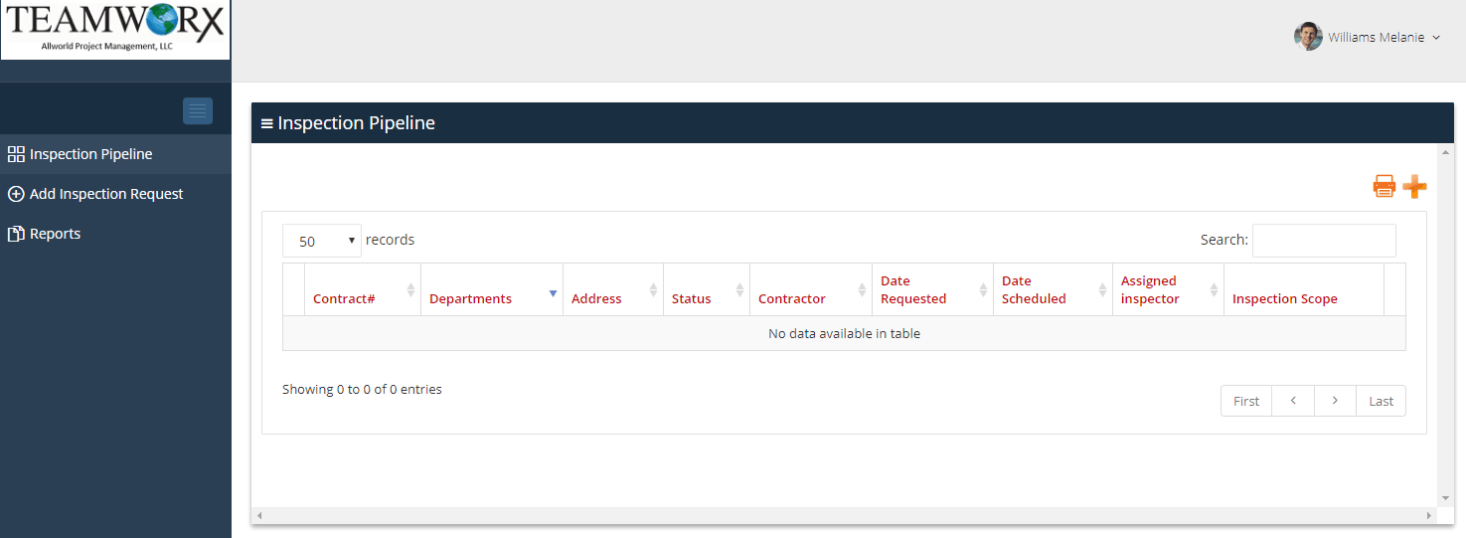 TEAMWORX
Allworld Project Management, LLC
Williams Melanie
Inspection Pipeline
Add Inspection Request
Reports
Inspection Pipeline
50 records
Search:
Contract# Departments Address Status Contractor Date Requested Date Scheduled Assigned inspector Inspection Scope
No data available in table
Showing 0 to 0 of 0 entries
First < > Last